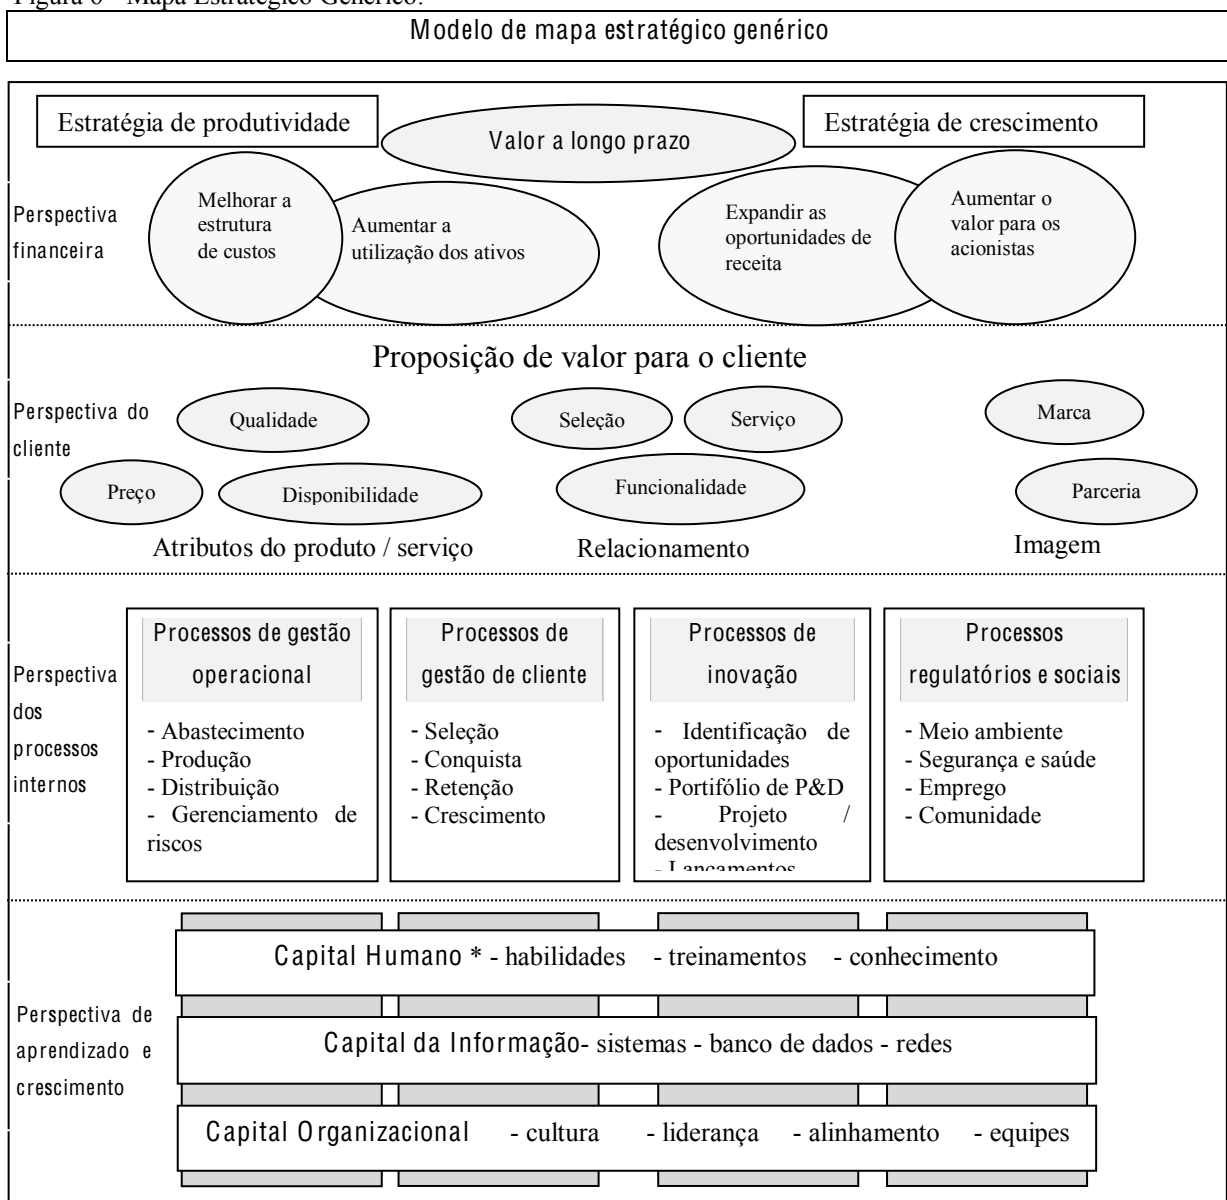 Figura 6 - Mapa Estratégico Genérico.
Modelo de mapa estratégico genérico
Estratégia de produtividade
Valor a longo prazo
Estratégia de crescimento
Perspectiva
financeira
Melhorar a
estrutura
de custos
Aumentar a
utilização dos ativos
Expandir as
oportunidades de
receita
Aumentar o
valor para os
acionistas
Proposição de valor para o cliente
Perspectiva do
cliente
Qualidade
Seleção
Serviço
Marca
Preço
Disponibilidade
Funcionalidade
Parceria
Atributos do produto / serviço
Relacionamento
Imagem
Perspectiva
dos
processos
internos
Processos de gestão
operacional
- Abastecimento
- Produção
- Distribuição
- Gerenciamento de
riscos
Processos de
gestão de cliente
- Seleção
- Conquista
- Retenção
- Crescimento
Processos de
inovação
- Identificação de
oportunidades
- Portifólio de P&D
- Projeto /
desenvolvimento
- Lançamentos
Processos
regulatórios e sociais
- Meio ambiente
- Segurança e saúde
- Emprego
- Comunidade
Perspectiva de
aprendizado e
crescimento
Capital Humano * - habilidades - treinamentos - conhecimento
Capital da Informação- sistemas - banco de dados - redes
Capital Organizacional - cultura - liderança - alinhamento - equipes